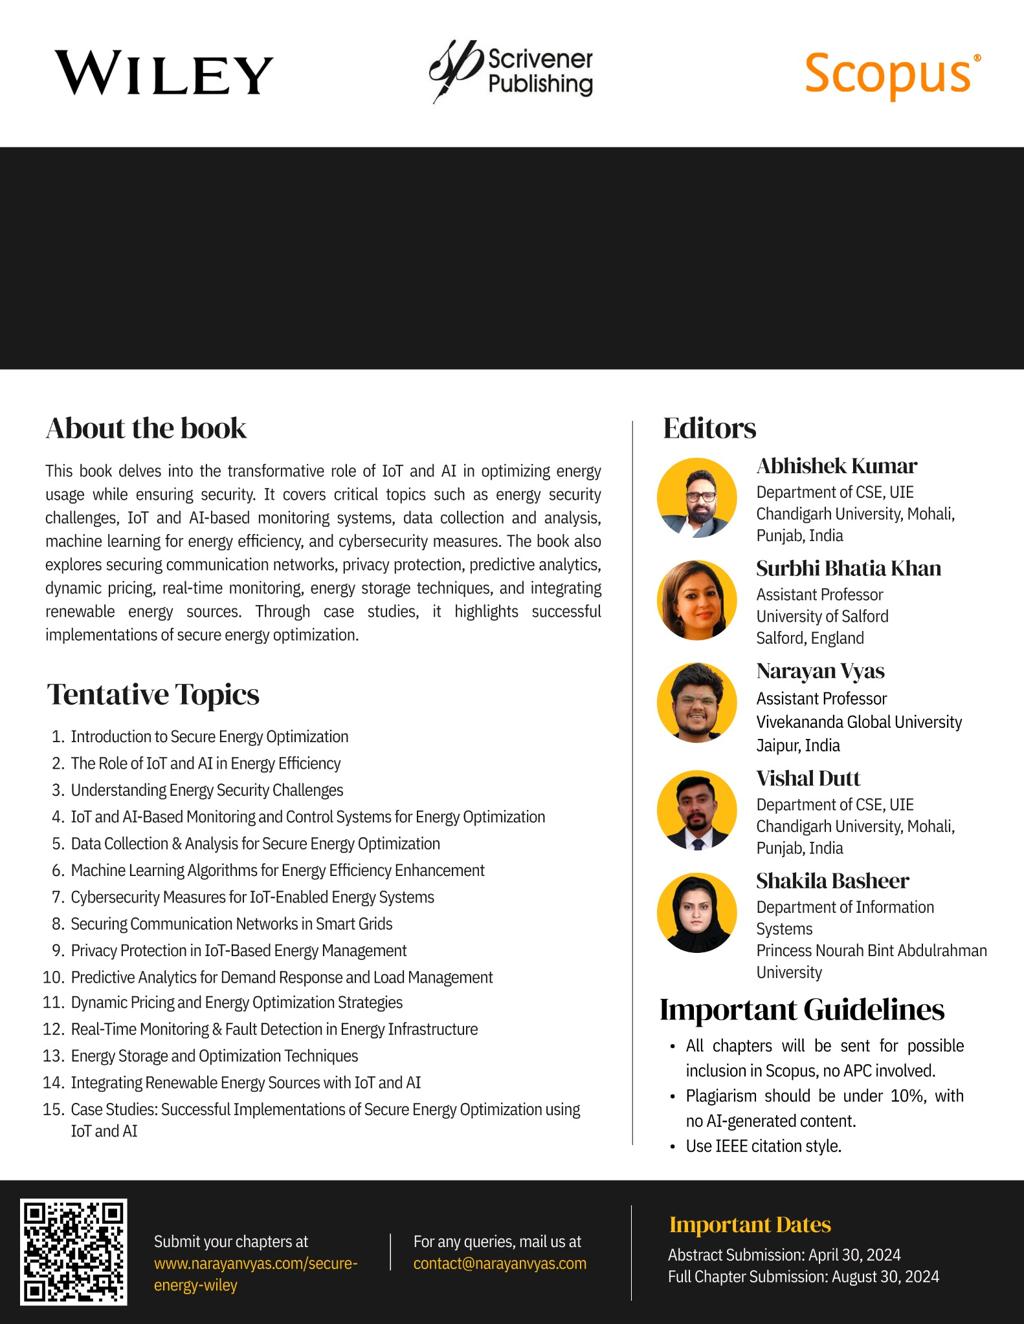 WILEY
Scrivener
Publishing
Scopus®
About the book
This book delves into the transformative role of IoT and AI in optimizing energy
usage while ensuring security. It covers critical topics such as energy security
challenges, IoT and AI-based monitoring systems, data collection and analysis,
machine learning for energy efficiency, and cybersecurity measures. The book also
explores securing communication networks, privacy protection, predictive analytics,
dynamic pricing, real-time monitoring, energy storage techniques, and integrating
renewable energy sources. Through case studies, it highlights successful
implementations of secure energy optimization.
Tentative Topics
1. Introduction to Secure Energy Optimization
2. The Role of IoT and AI in Energy Efficiency
3. Understanding Energy Security Challenges
4. IoT and AI-Based Monitoring and Control Systems for Energy Optimization
5. Data Collection & Analysis for Secure Energy Optimization
6. Machine Learning Algorithms for Energy Efficiency Enhancement
7. Cybersecurity Measures for IoT-Enabled Energy Systems
8. Securing Communication Networks in Smart Grids
9. Privacy Protection in IoT-Based Energy Management
10. Predictive Analytics for Demand Response and Load Management
11. Dynamic Pricing and Energy Optimization Strategies
12. Real-Time Monitoring & Fault Detection in Energy Infrastructure
13. Energy Storage and Optimization Techniques
14. Integrating Renewable Energy Sources with IoT and AI
15. Case Studies: Successful Implementations of Secure Energy Optimization using
IoT and AI
Editors
Abhishek Kumar
Department of CSE, UIE
Chandigarh University, Mohali,
Punjab, India
Surbhi Bhatia Khan
Assistant Professor
University of Salford
Salford, England
Narayan Vyas
Assistant Professor
Vivekananda Global University
Jaipur, India
Vishal Dutt
Department of CSE, UIE
Chandigarh University, Mohali,
Punjab, India
Shakila Basheer
Department of Information
Systems
Princess Nourah Bint Abdulrahman
University
Important Guidelines
• All chapters will be sent for possible
inclusion in Scopus, no APC involved.
• Plagiarism should be under 10%, with
no AI-generated content.
• Use IEEE citation style.
Submit your chapters at
www.narayanvyas.com/secure-
energy-wiley
For any queries, mail us at
contact@narayanvyas.com
Important Dates
Abstract Submission: April 30, 2024
Full Chapter Submission: August 30, 2024